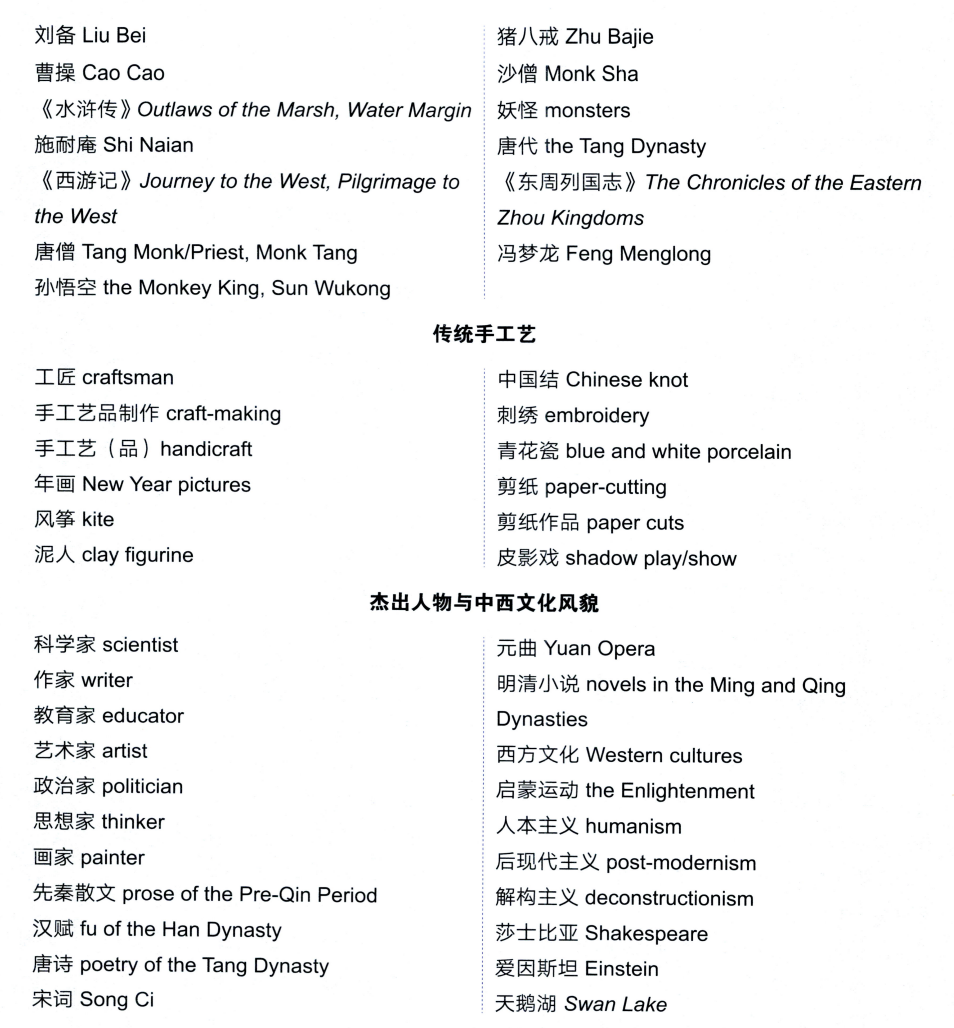 刘备 Liu Bei
曹操 Cao Cao
《水浒传》Outlaws of the Marsh, Water Margin
施耐庵 Shi Naian
《西游记》Journey to the West, Pilgrimage to
the West
唐僧 Tang Monk/Priest, Monk Tang
孙悟空 the Monkey King, Sun Wukong
猪八戒 Zhu Bajie
沙僧 Monk Sha
妖怪 monsters
唐代 the Tang Dynasty
《东周列国志》The Chronicles of the Eastern
Zhou Kingdoms
冯梦龙 Feng Menglong
传统手工艺
工匠 craftsman
手工艺品制作 craft-making
手工艺（品）handicraft
年画 New Year pictures
风筝 kite
泥人 clay figurine
中国结 Chinese knot
刺绣 embroidery
青花瓷 blue and white porcelain
剪纸 paper-cutting
剪纸作品 paper cuts
皮影戏 shadow play/show
杰出人物与中西文化风貌
科学家 scientist
作家 writer
教育家 educator
艺术家 artist
政治家 politician
思想家 thinker
画家 painter
先秦散文 prose of the Pre-Qin Period
汉赋 fu of the Han Dynasty
唐诗 poetry of the Tang Dynasty
宋词 Song Ci
元曲 Yuan Opera
明清小说 novels in the Ming and Qing
Dynasties
西方文化 Western cultures
启蒙运动 the Enlightenment
人本主义 humanism
后现代主义 post-modernism
解构主义 deconstructionism
莎士比亚 Shakespeare
爱因斯坦 Einstein
天鹅湖 Swan Lake